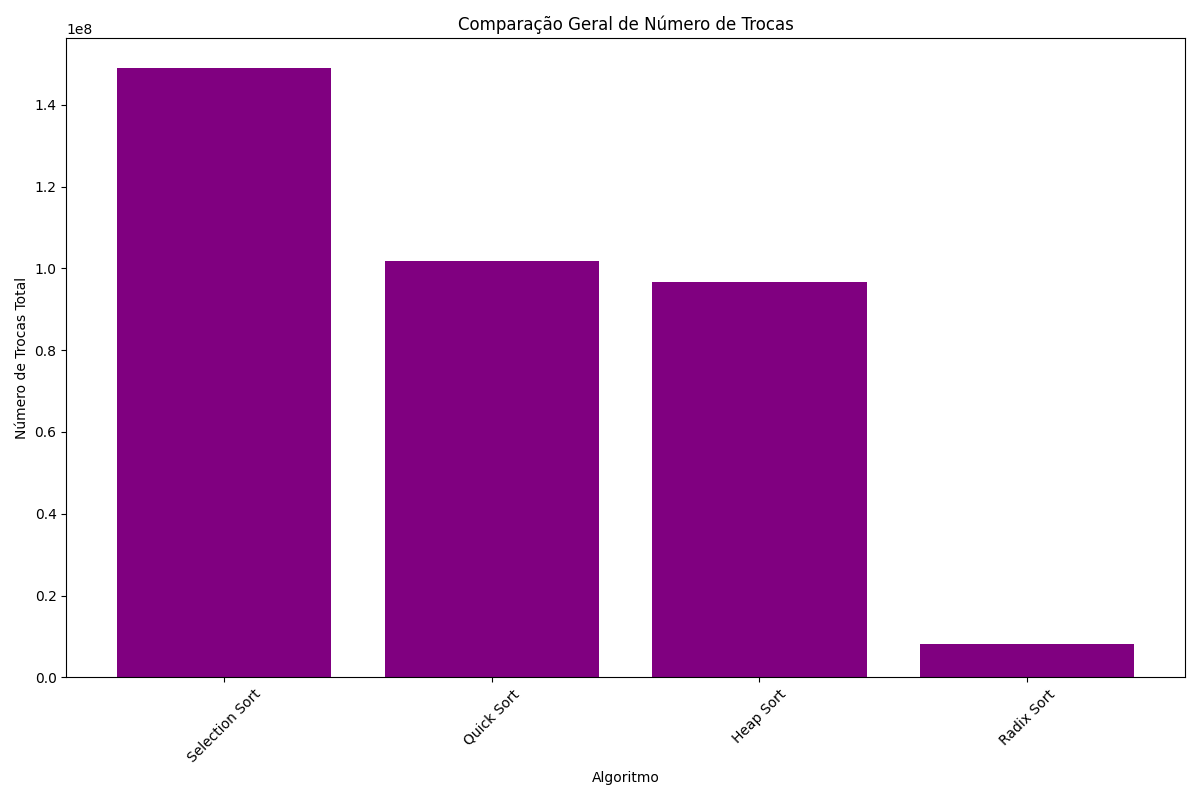 Comparação Geral de Número de Trocas
1e8
1.4
1.2
1.0
0.8
0.6
0.4
0.2
0.0
Número de Trocas Total
Selection Sort
Quick Sort
Heap Sort
Radix Sort
Algoritmo